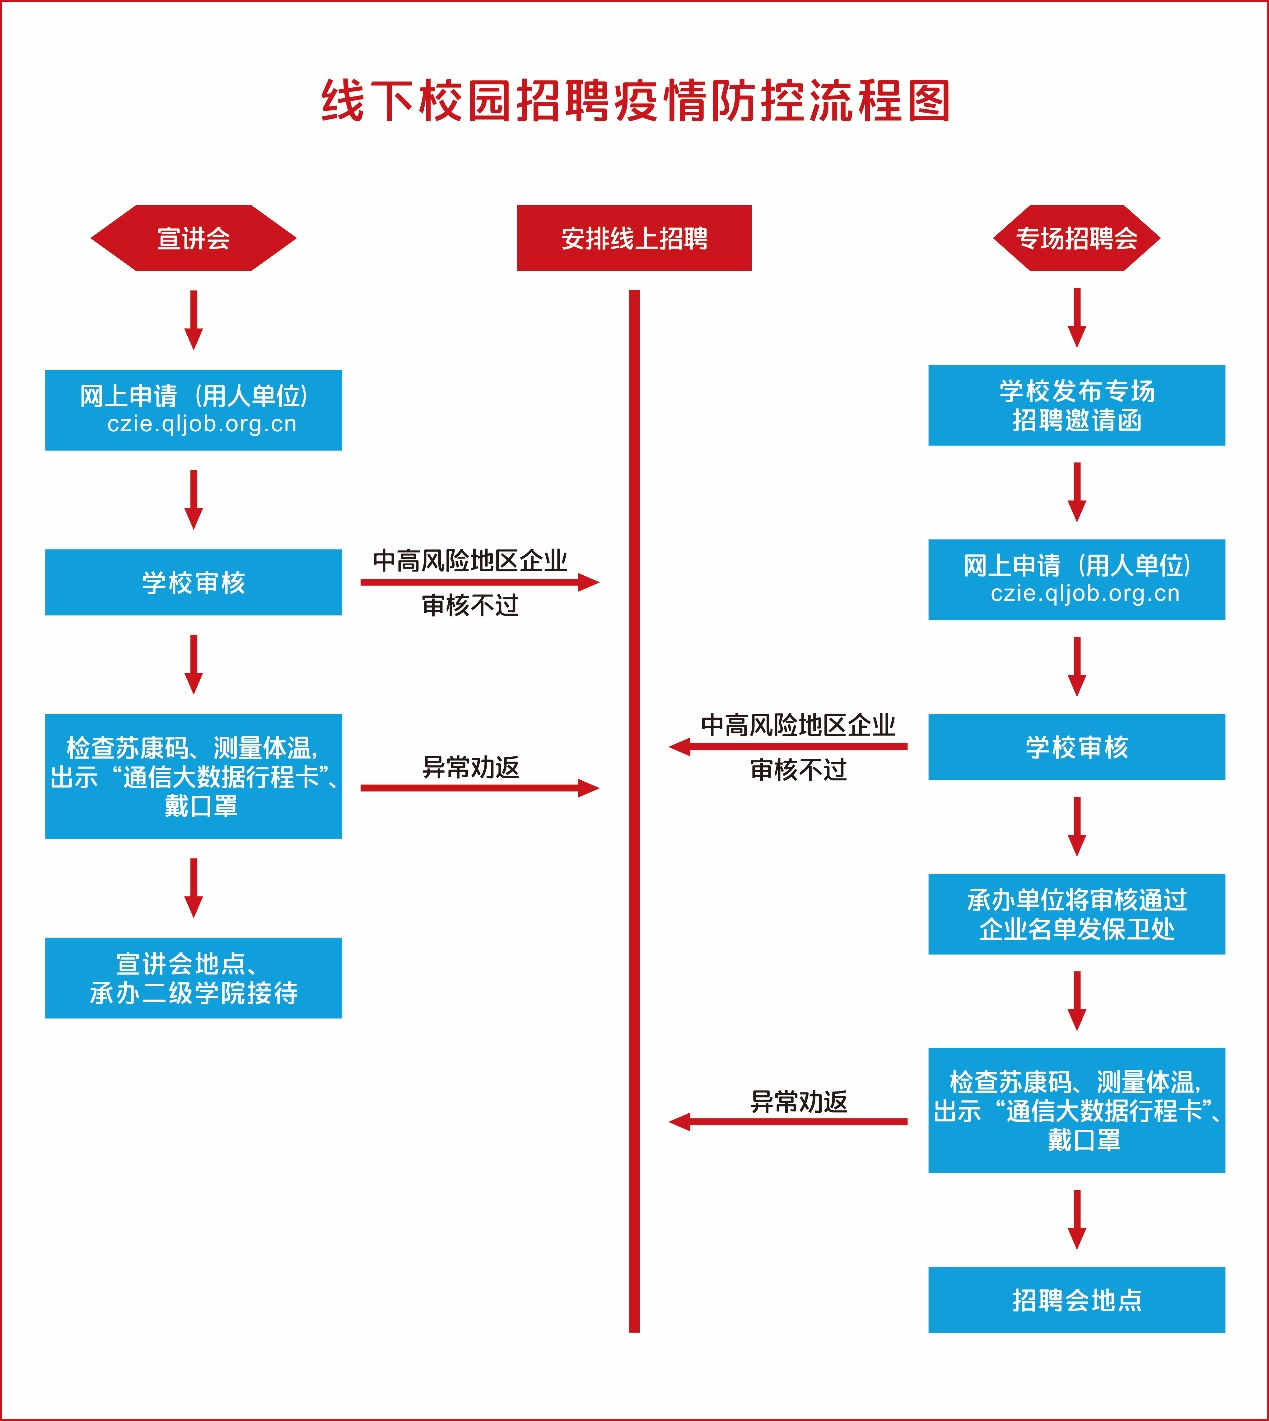 线下校园招聘疫情防控流程图
宣讲会
安排线上招聘
专场招聘会
网上申请（用人单位）
czie.qljob.org.cn
学校审核
中高风险地区企业
审核不过
检查苏康码、测量体温，
出示“通信大数据行程卡”、
戴口罩
异常劝返
宣讲会地点、
承办二级学院接待
学校发布专场
招聘邀请函
网上申请（用人单位）
czie.qljob.org.cn
学校审核
中高风险地区企业
审核不过
承办单位将审核通过
企业名单发保卫处
检查苏康码、测量体温，
出示“通信大数据行程卡”、
戴口罩
异常劝返
招聘会地点